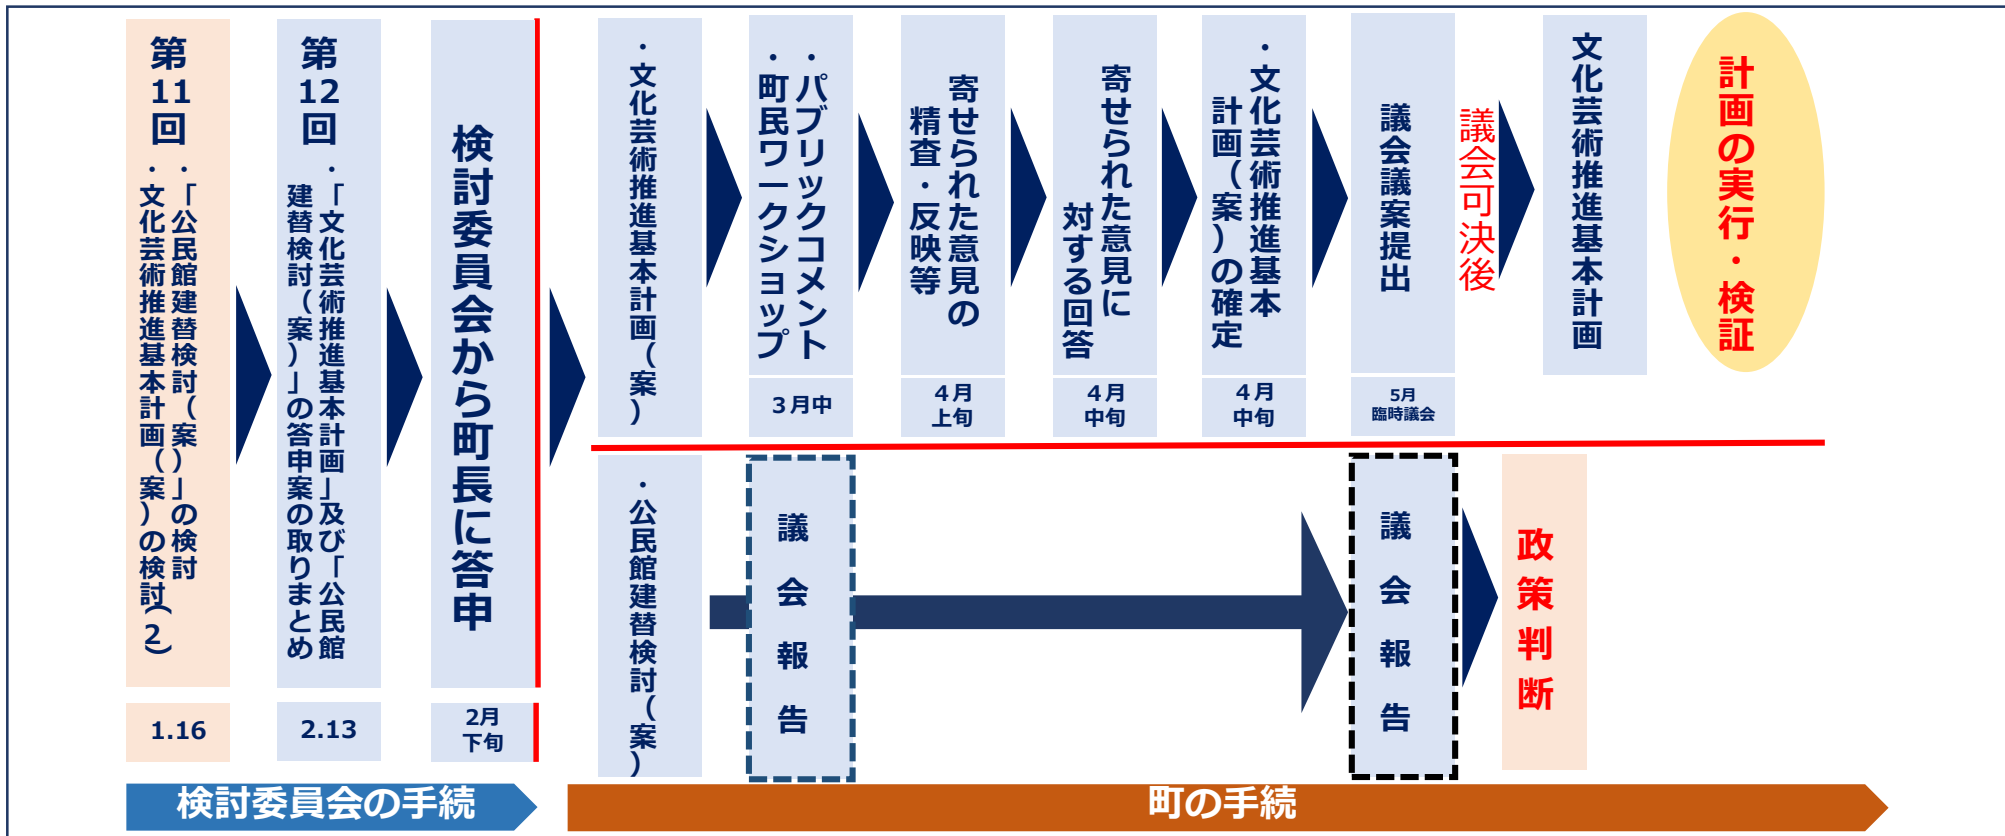 第11回
・「公民館建替検討（案）」の検討
・文化芸術推進基本計画（案）の検討(2)
1.16
第12回
・「文化芸術推進基本計画」及び「公民館
建替検討（案）」の答申案の取りまとめ
2.13
検討委員会から町長に答申
2月
下旬
・文化芸術推進基本計画（案）
・パブリックコメント
・町民ワークショップ
３月中
寄せられた意見の
精査・反映等
４月
上旬
寄せられた意見に
対する回答
４月
中旬
・文化芸術推進基本
計画（案）の確定
４月
中旬
議会議案提出
5月
臨時議会
議会可決後
文化芸術推進基本計画
計画の実行・検証
・公民館建替検討（案）
議会報告
議会報告
政策判断
検討委員会の手続
町の手続